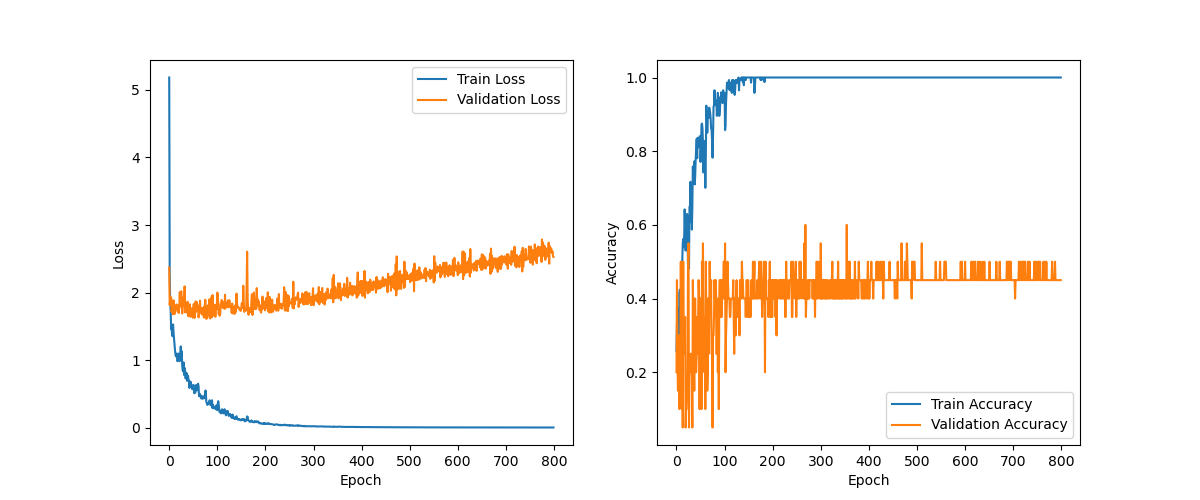 Train Loss
Validation Loss
5
4
3
2
1
0
Loss
0 100 200 300 400 500 600 700 800
Epoch
1.0
0.8
0.6
0.4
0.2
Accuracy
Train Accuracy
Validation Accuracy
0 100 200 300 400 500 600 700 800
Epoch